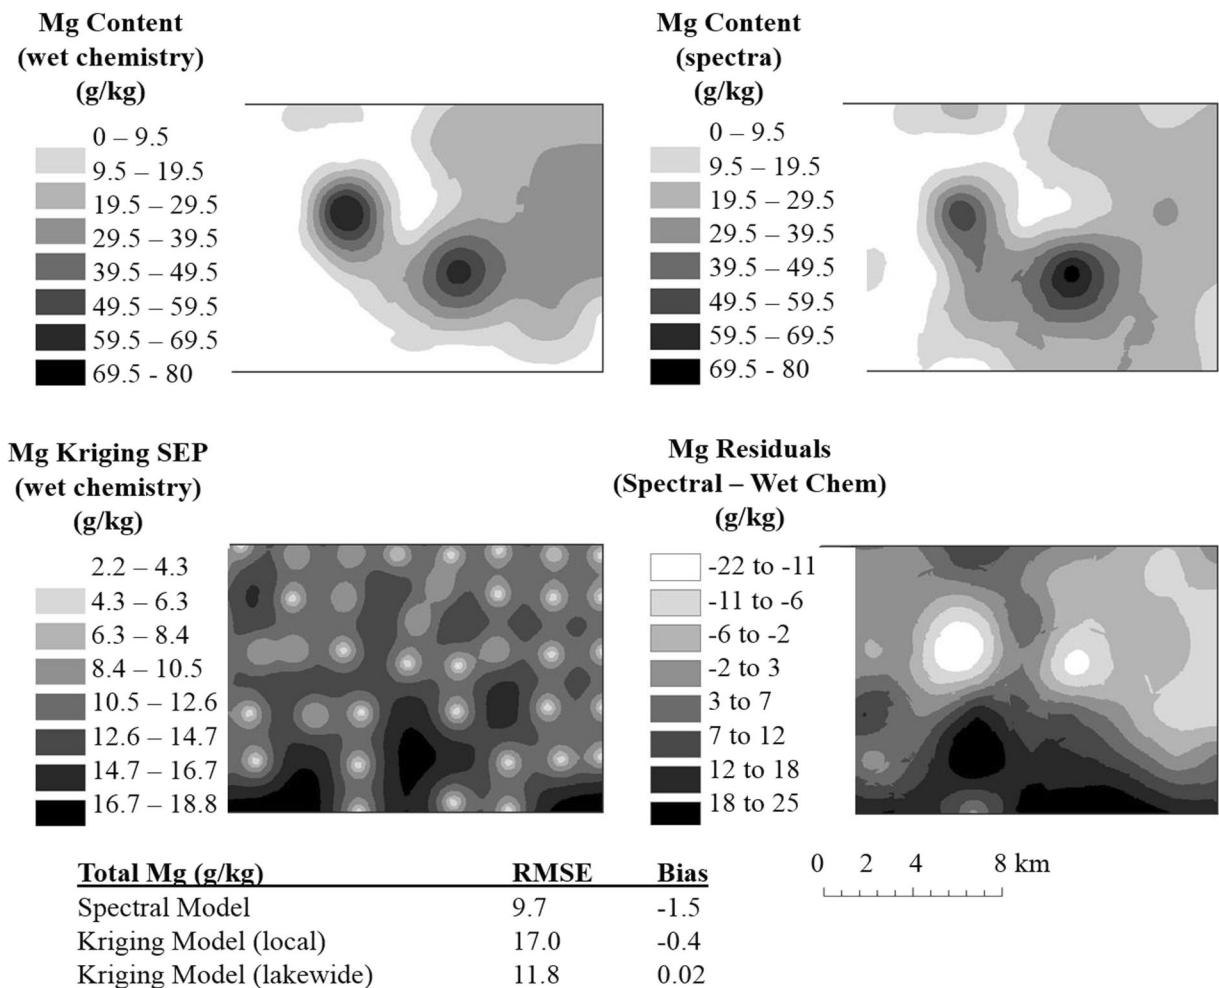 Mg Content
(wet chemistry)
(g/kg)
0 – 9.5
9.5 – 19.5
19.5 – 29.5
29.5 – 39.5
39.5 – 49.5
49.5 – 59.5
59.5 – 69.5
69.5 - 80
Mg Content
(spectra)
(g/kg)
0 – 9.5
9.5 – 19.5
19.5 – 29.5
29.5 – 39.5
39.5 – 49.5
49.5 – 59.5
59.5 – 69.5
69.5 - 80
Mg Kriging SEP
(wet chemistry)
(g/kg)
2.2 – 4.3
4.3 – 6.3
6.3 – 8.4
8.4 – 10.5
10.5 – 12.6
12.6 – 14.7
14.7 – 16.7
16.7 – 18.8
Mg Residuals
(Spectral – Wet Chem)
(g/kg)
-22 to -11
-11 to -6
-6 to -2
-2 to 3
3 to 7
7 to 12
12 to 18
18 to 25
0 2 4 8 km
Total Mg (g/kg) RMSE Bias
Spectral Model 9.7 -1.5
Kriging Model (local) 17.0 -0.4
Kriging Model (lakewide) 11.8 0.02